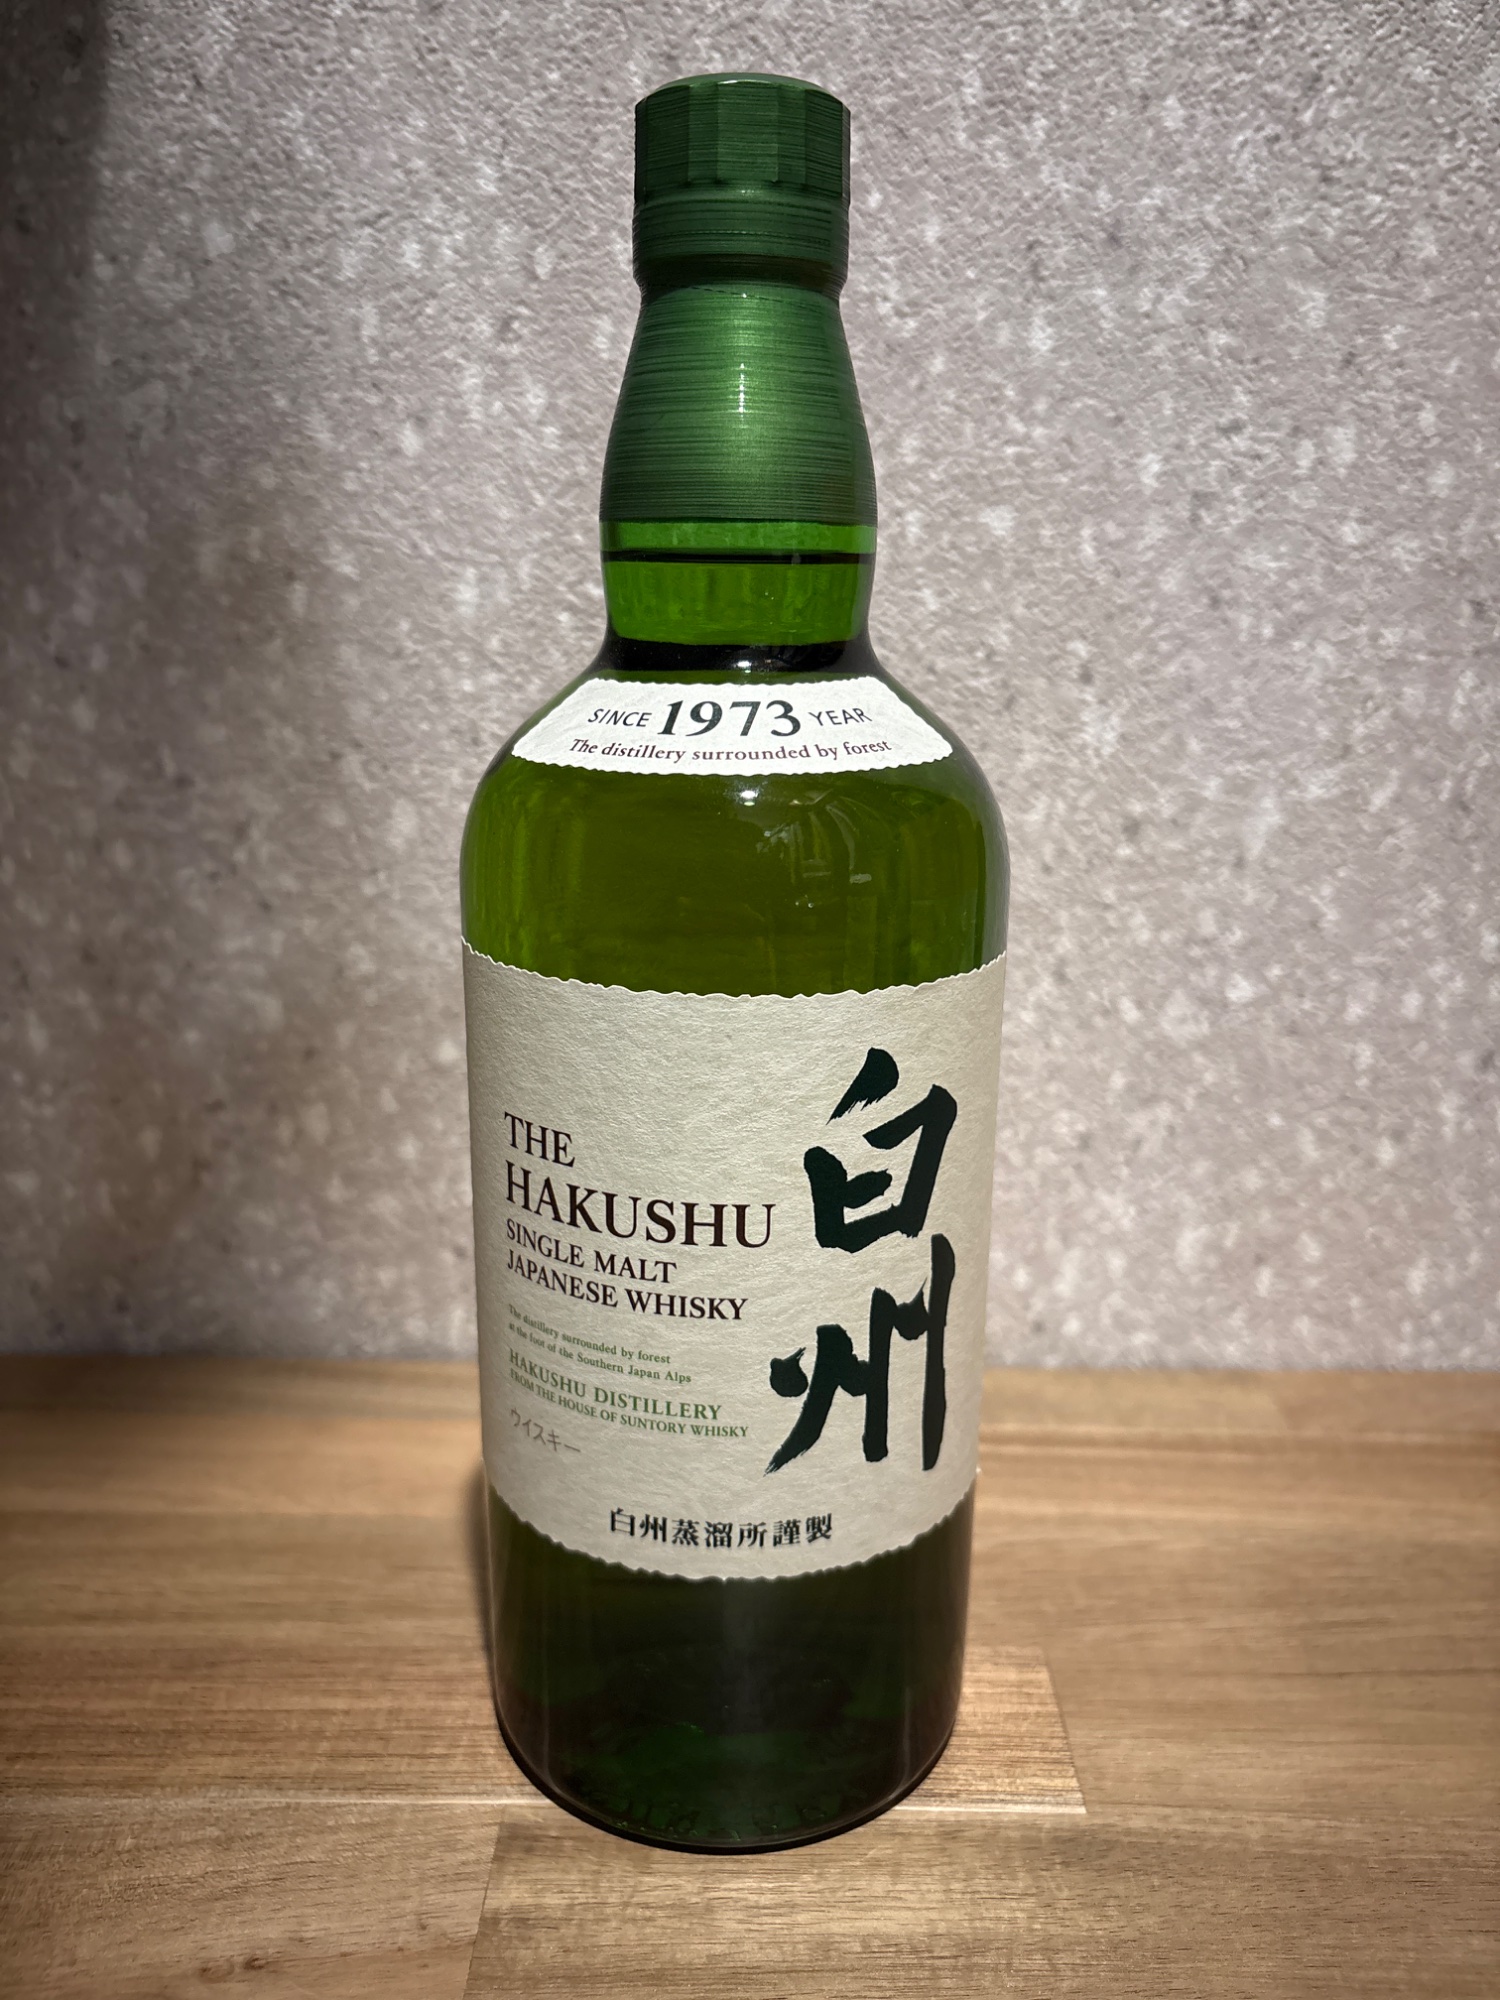 SINCE 1973 YEAR
The distillery surrounded by forest
THE
HAKUSHU
SINGLE MALT
JAPANESE WHISKY
The distillery surrounded by forest
at the foot of the Southern Japan Alps
HAKUSHU DISTILLERY
FROM THE HOUSE OF SUNTORY WHISKY
ウイスキー
白州
白州蒸溜所謹製